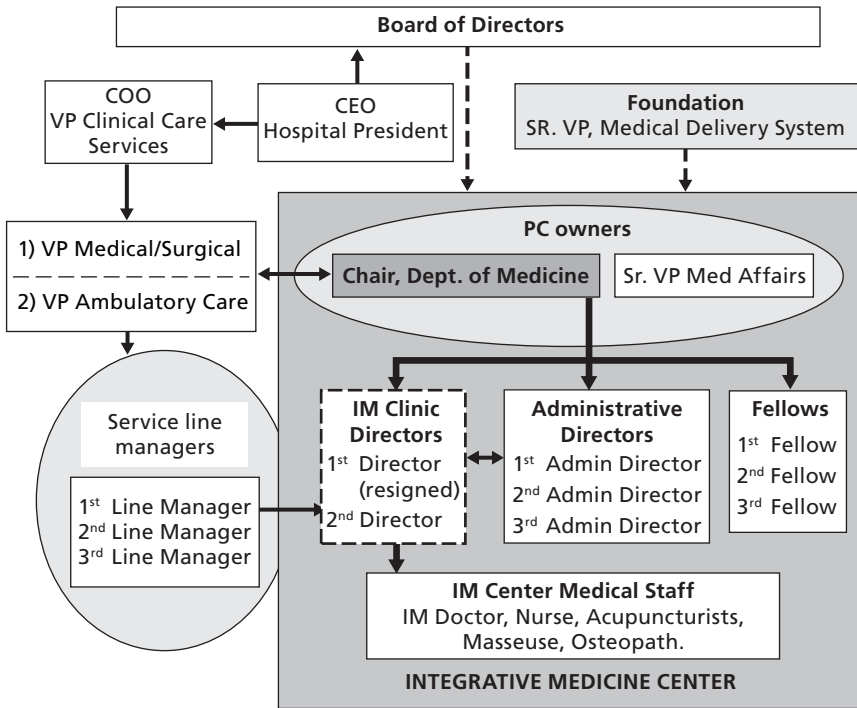 Board of Directors
COO
VP Clinical Care
Services
CEO
Hospital President
Foundation
SR. VP, Medical Delivery System
1) VP Medical/Surgical
2) VP Ambulatory Care
PC owners
Chair, Dept. of Medicine
Sr. VP Med Affairs
Service line
managers
1st Line Manager
2nd Line Manager
3rd Line Manager
IM Clinic
Directors
1st Director
(resigned)
2nd Director
Administrative
Directors
1st Admin Director
2nd Admin Director
3rd Admin Director
Fellows
1st Fellow
2nd Fellow
3rd Fellow
IM Center Medical Staff
IM Doctor, Nurse, Acupuncturists,
Masseuse, Osteopath.
INTEGRATIVE MEDICINE CENTER